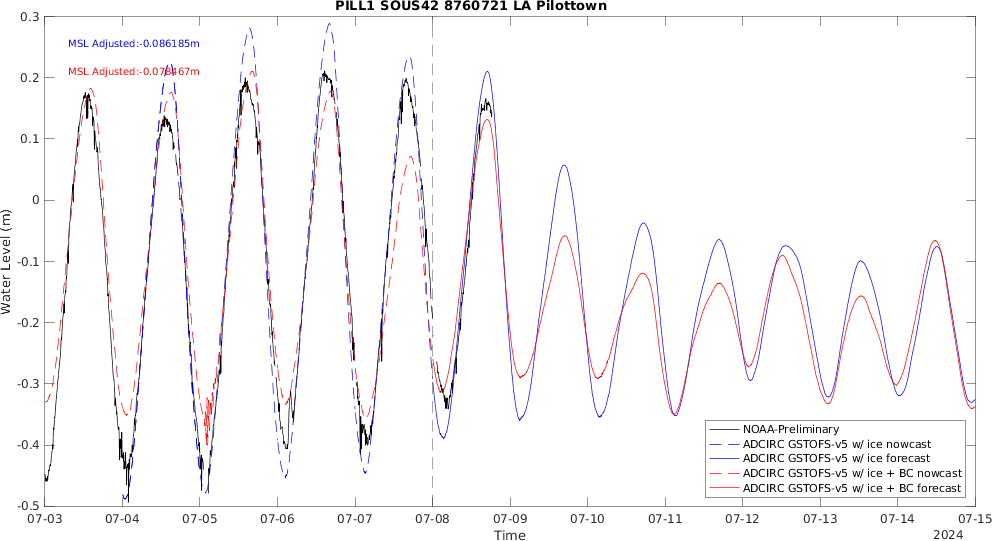 PILL1 SOUS42 8760721 LA Pilottown
0.3
0.2
0.1
0
-0.1
-0.2
-0.3
-0.4
-0.5
Water Level (m)
MSL Adjusted:-0.086185m
MSL Adjusted:-0.078467m
NOAA-Preliminary
ADCIRC GSTOFS-v5 w/ ice nowcast
ADCIRC GSTOFS-v5 w/ ice forecast
ADCIRC GSTOFS-v5 w/ ice + BC nowcast
ADCIRC GSTOFS-v5 w/ ice + BC forecast
07-03 07-04 07-05 07-06 07-07 07-08 07-09 07-10 07-11 07-12 07-13 07-14 07-15
Time
2024